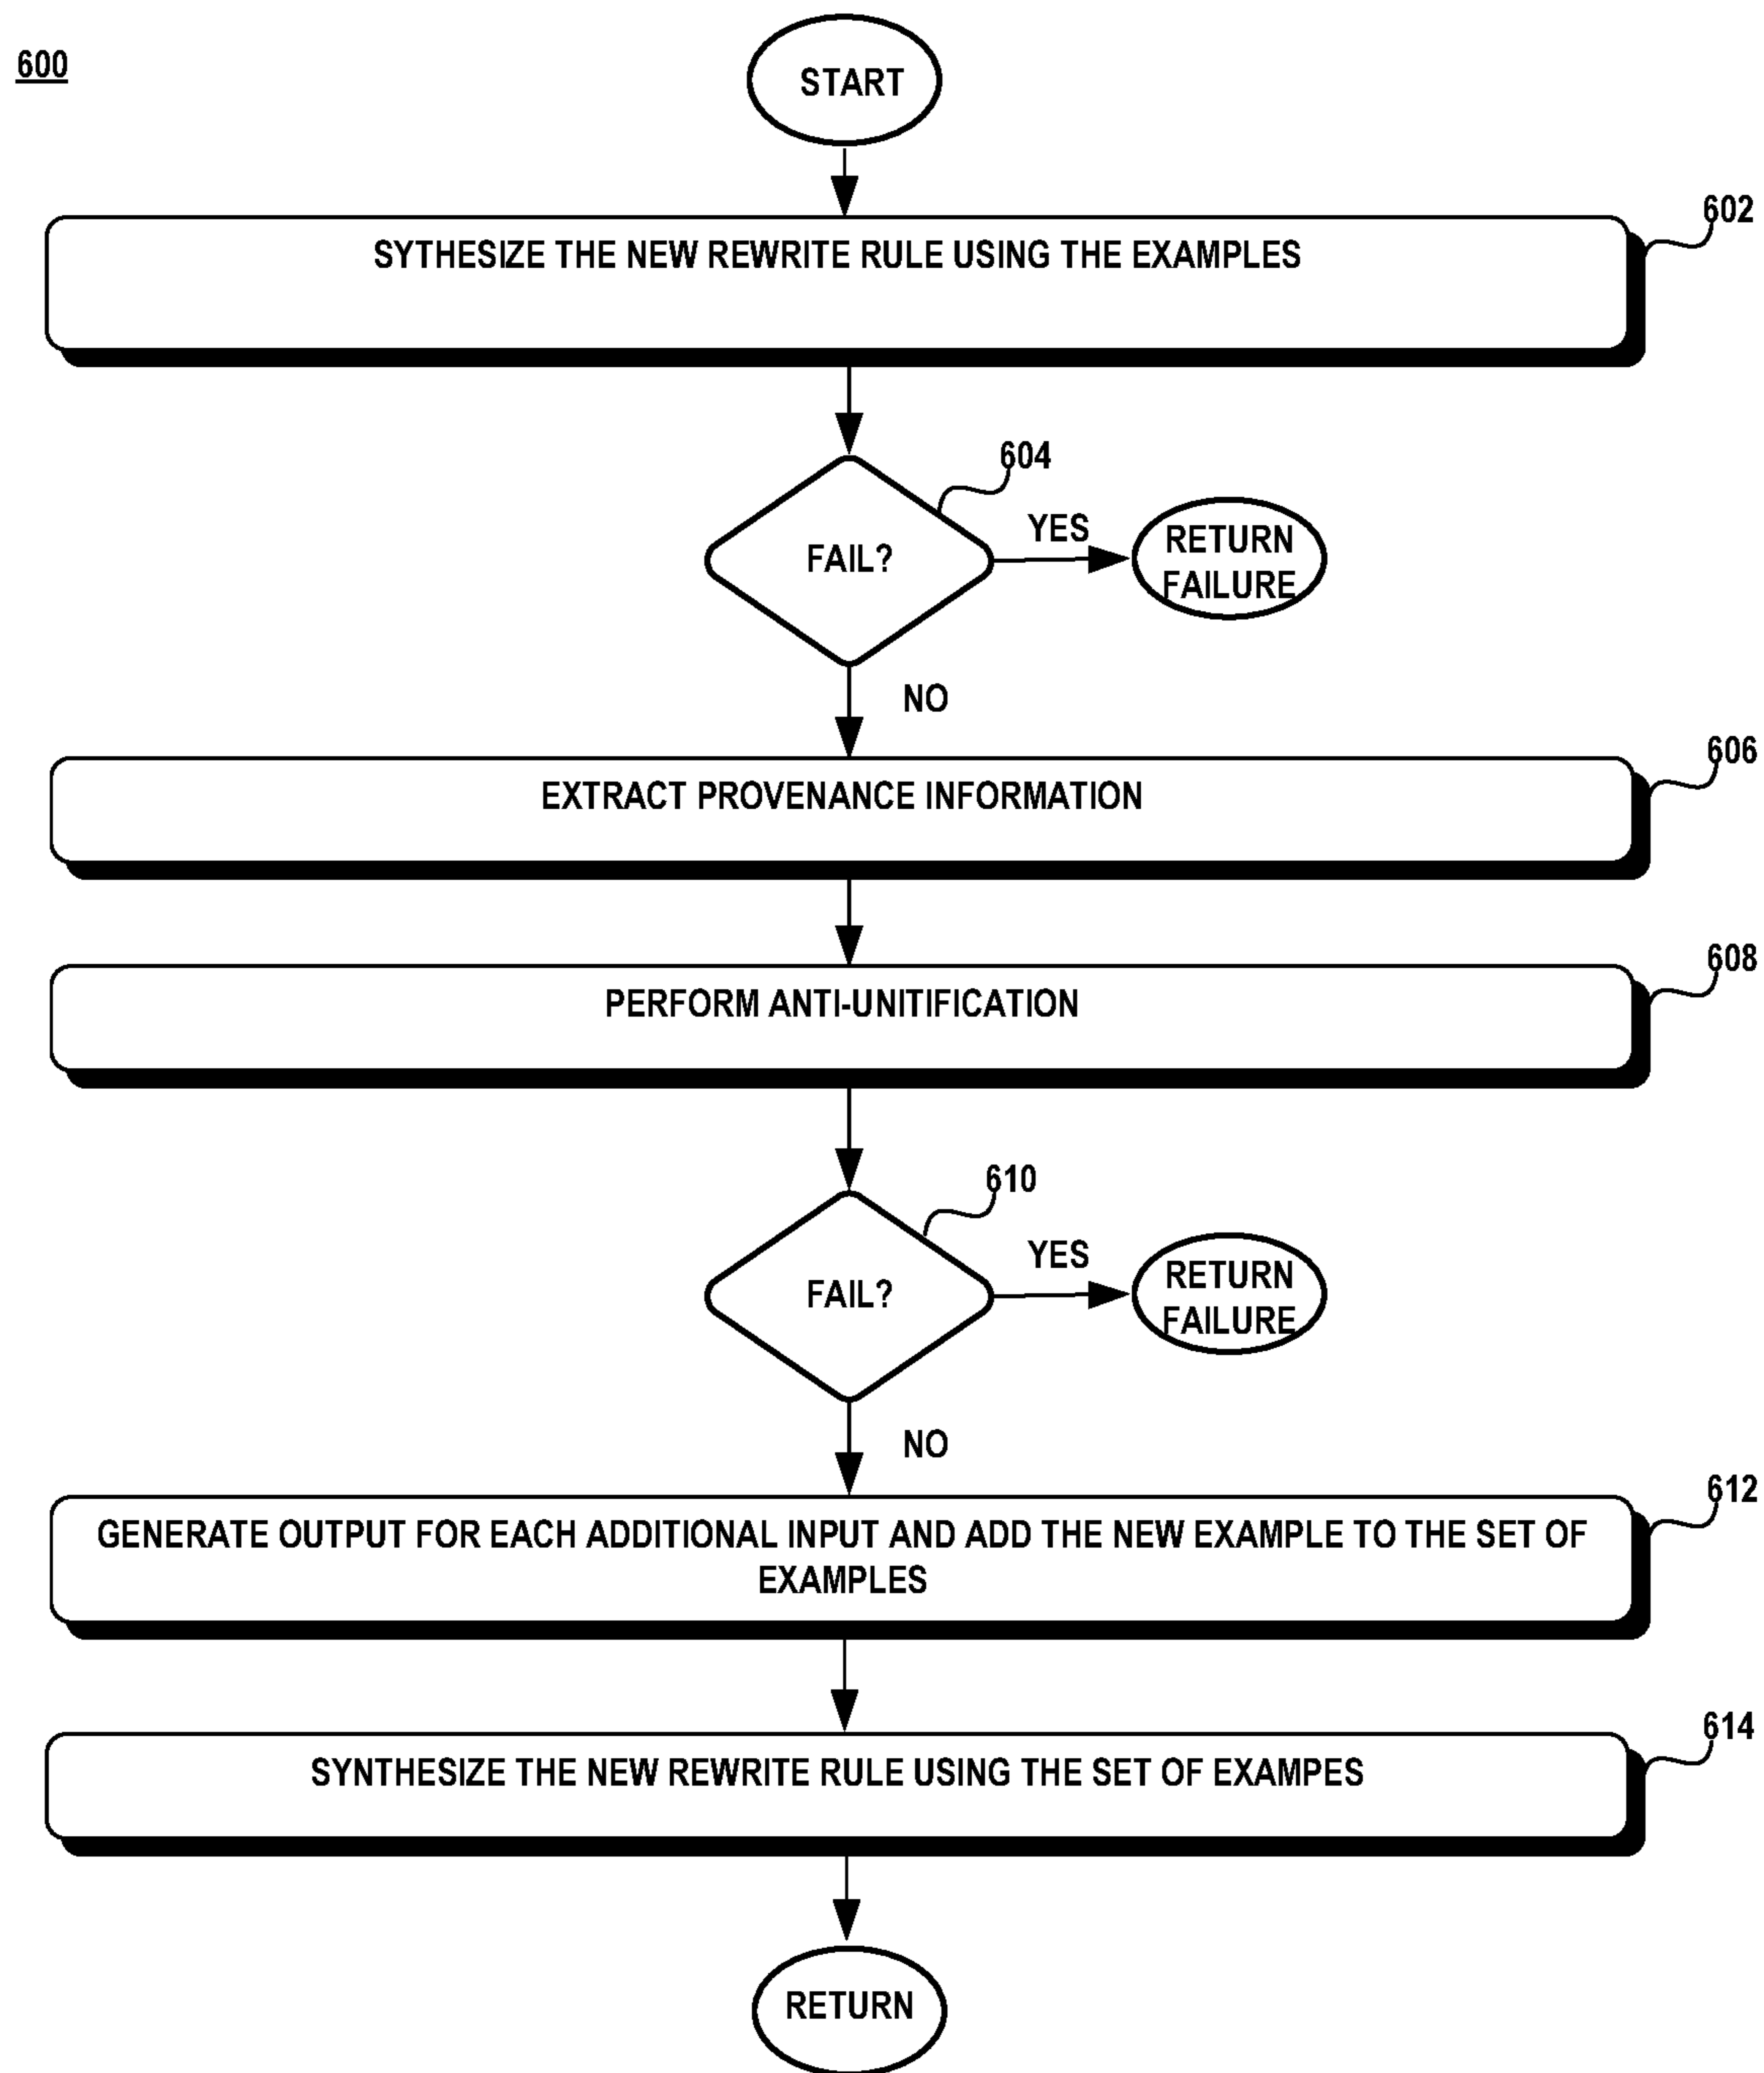 600
START
602
SYTHESIZE THE NEW REWRITE RULE USING THE EXAMPLES
604
FAIL?
YES
RETURN
FAILURE
NO
606
EXTRACT PROVENANCE INFORMATION
608
PERFORM ANTI-UNITIFICATION
610
FAIL?
YES
RETURN
FAILURE
NO
612
GENERATE OUTPUT FOR EACH ADDITIONAL INPUT AND ADD THE NEW EXAMPLE TO THE SET OF
EXAMPLES
614
SYNTHESIZE THE NEW REWRITE RULE USING THE SET OF EXAMPES
RETURN